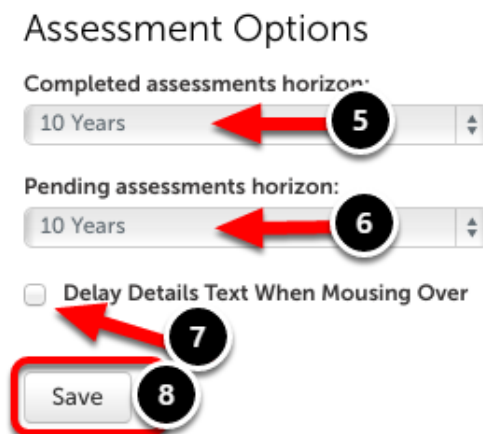 Assessment Options
Completed assessments horizon:
10 Years
5
Pending assessments horizon:
10 Years
6
Delay Details Text When Mousing Over
7
Save
8